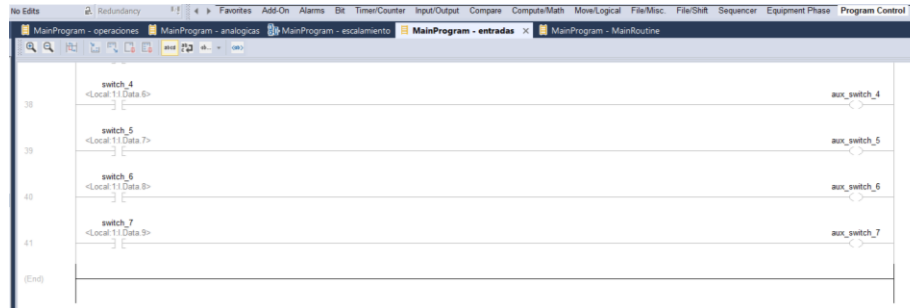 No Edits Redundancy Favorites Add-On Alarms Bit Timer/Counter Input/Output Compare Compute/Math Move/Logical File/Misc. File/Shift Sequencer Equipment Phase Program Control
MainProgram - operaciones MainProgram - analogicas MainProgram - escalamiento MainProgram - entradas × MainProgram - MainRoutine
switch_4
<Local:1:I.Data.6> aux_switch_4
38
switch_5
<Local:1:I.Data.7> aux_switch_5
39
switch_6
<Local:1:I.Data.8> aux_switch_6
40
switch_7
<Local:1:I.Data.9> aux_switch_7
41
(End)